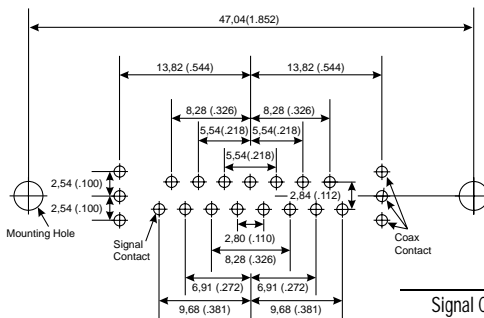 47,04(1.852)
13,82 (.544) 13,82 (.544)
8,28 (.326) 8,28 (.326)
5,54(.218) 5,54(.218)
5,54(.218)
2,54 (.100)
2,84 (.112)
2,54 (.100)
Mounting Hole
Signal
Contact
Coax
Contact
2,80 (.110)
8,28 (.326)
6,91 (.272) 6,91 (.272)
9,68 (.381) 9,68 (.381)
Signal